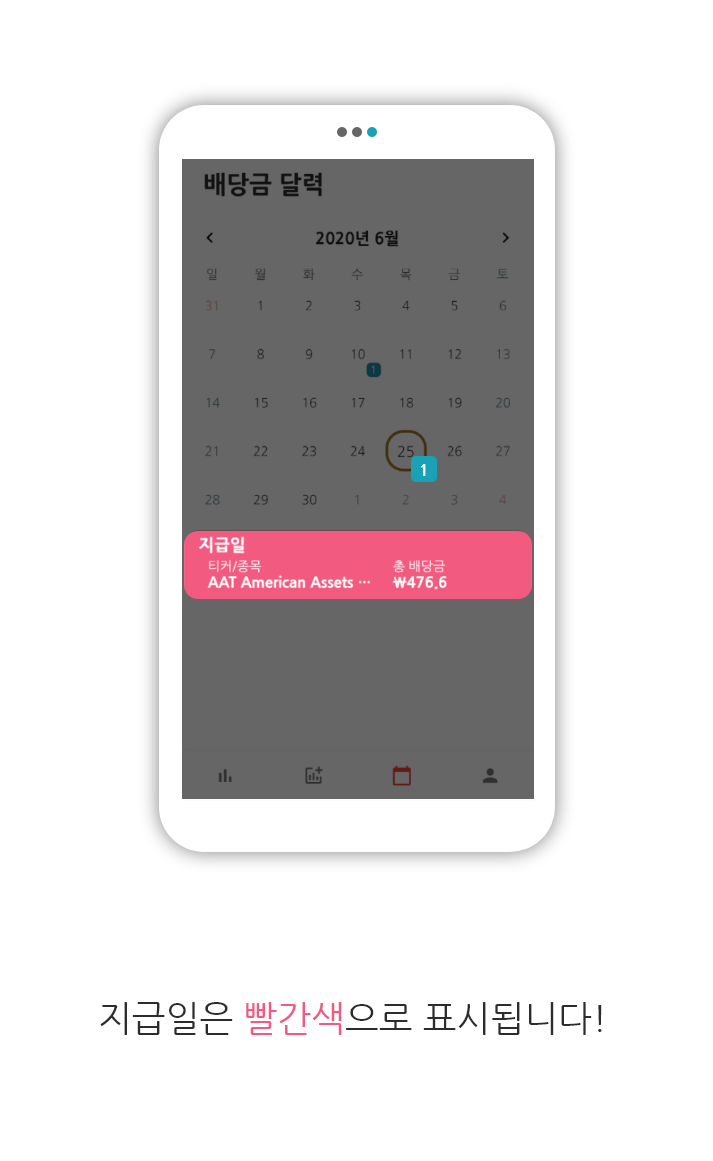 배당금 달력
2020년 6월
일 월 화 수 목 금 토
31 1 2 3 4 5 6
7 8 9 10 11 12 13
1
14 15 16 17 18 19 20
21 22 23 24 25 26 27
1
28 29 30 1 2 3 4
지급일
티커/종목 총 배당금
AAT American Assets ··· ₩476.6
지급일은 빨간색으로 표시됩니다!